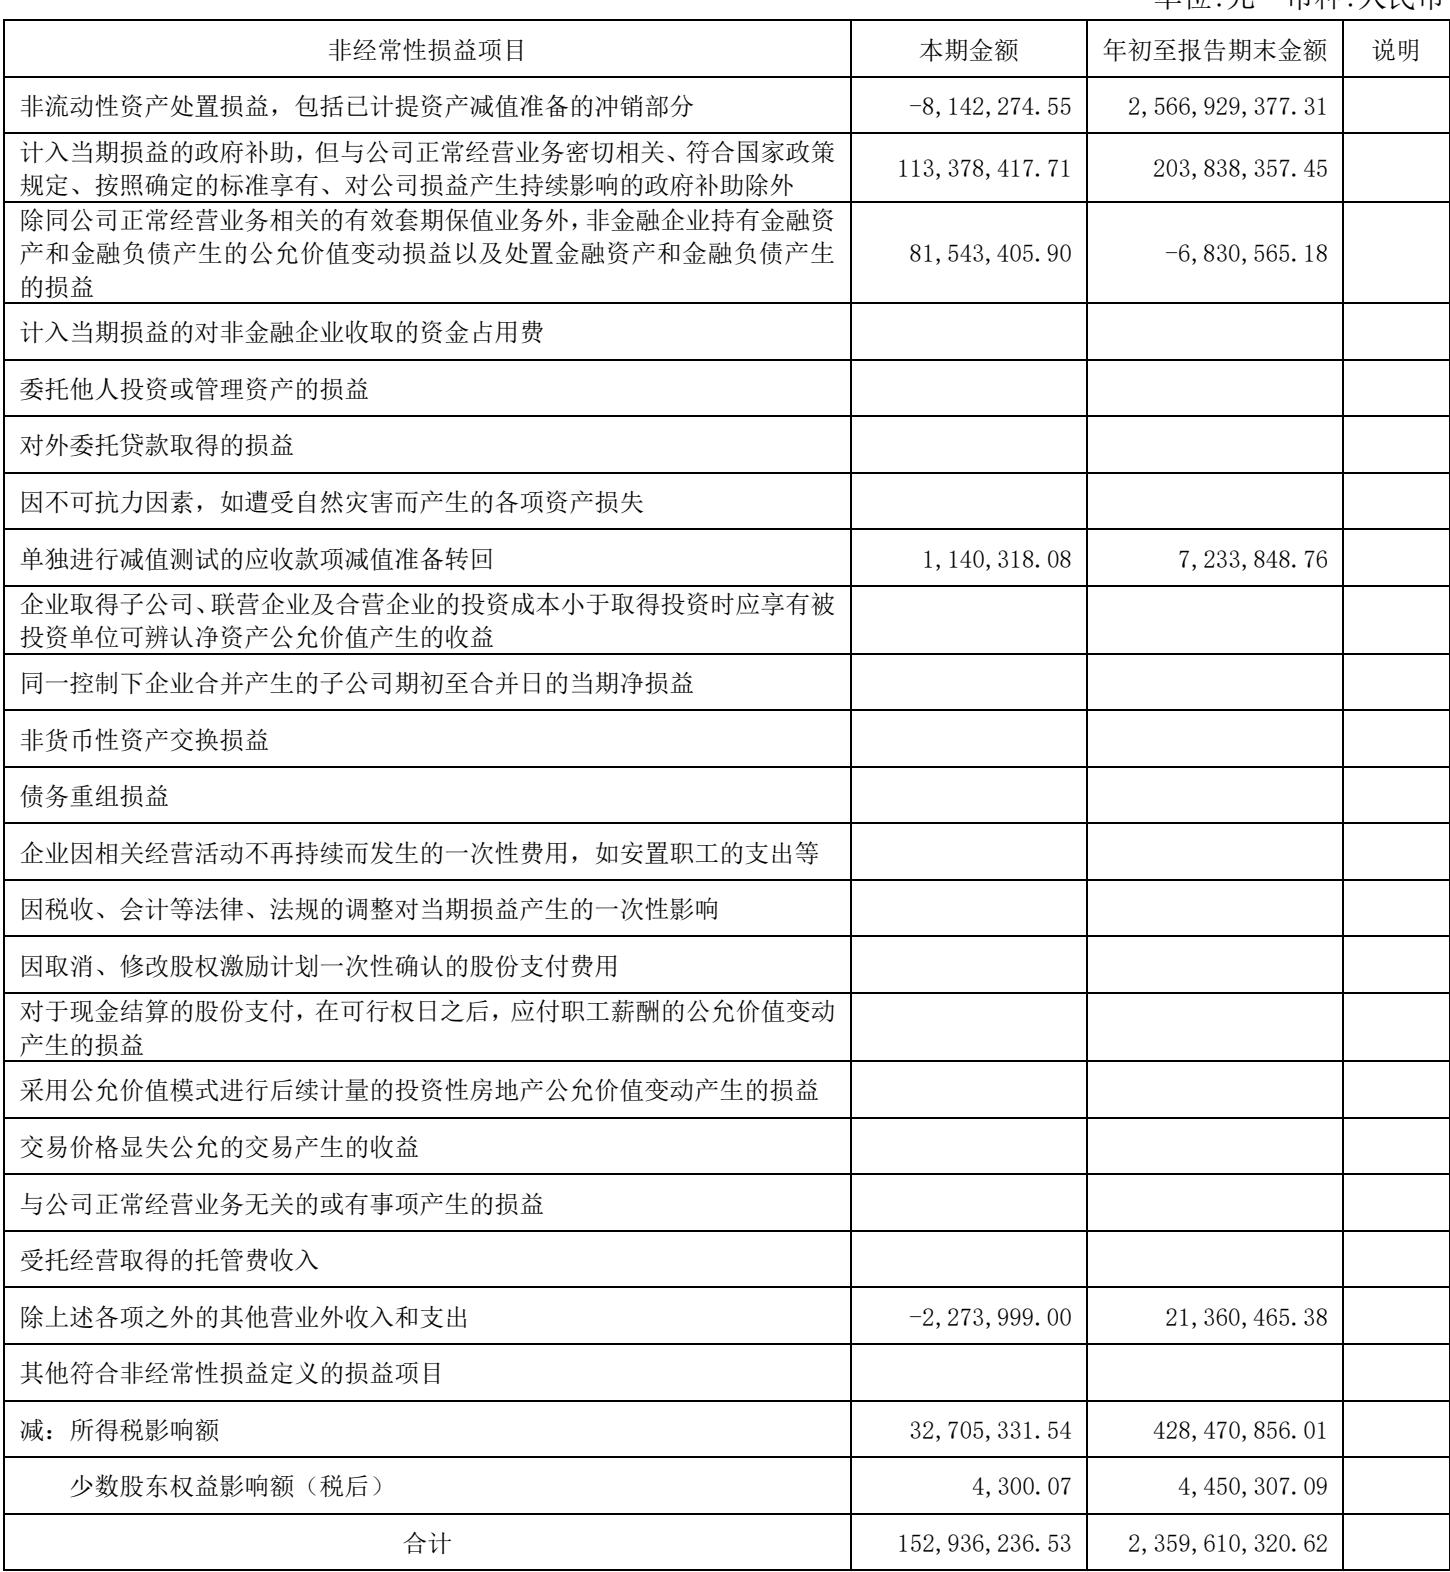 单位:元 币种:人民币
非经常性损益项目 本期金额 年初至报告期末金额 说明
非流动性资产处置损益，包括已计提资产减值准备的冲销部分 -8,142,274.55 2,566,929,377.31
计入当期损益的政府补助，但与公司正常经营业务密切相关、符合国家政策
规定、按照确定的标准享有、对公司损益产生持续影响的政府补助除外 113,378,417.71 203,838,357.45
除同公司正常经营业务相关的有效套期保值业务外，非金融企业持有金融资
产和金融负债产生的公允价值变动损益以及处置金融资产和金融负债产生 81,543,405.90 -6,830,565.18
的损益
计入当期损益的对非金融企业收取的资金占用费
委托他人投资或管理资产的损益
对外委托贷款取得的损益
因不可抗力因素，如遭受自然灾害而产生的各项资产损失
单独进行减值测试的应收款项减值准备转回 1,140,318.08 7,233,848.76
企业取得子公司、联营企业及合营企业的投资成本小于取得投资时应享有被
投资单位可辨认净资产公允价值产生的收益
同一控制下企业合并产生的子公司期初至合并日的当期净损益
非货币性资产交换损益
债务重组损益
企业因相关经营活动不再持续而发生的一次性费用，如安置职工的支出等
因税收、会计等法律、法规的调整对当期损益产生的一次性影响
因取消、修改股权激励计划一次性确认的股份支付费用
对于现金结算的股份支付，在可行权日之后，应付职工薪酬的公允价值变动
产生的损益
采用公允价值模式进行后续计量的投资性房地产公允价值变动产生的损益
交易价格显失公允的交易产生的收益
与公司正常经营业务无关的或有事项产生的损益
受托经营取得的托管费收入
除上述各项之外的其他营业外收入和支出 -2,273,999.00 21,360,465.38
其他符合非经常性损益定义的损益项目
减：所得税影响额 32,705,331.54 428,470,856.01
少数股东权益影响额（税后） 4,300.07 4,450,307.09
合计 152,936,236.53 2,359,610,320.62